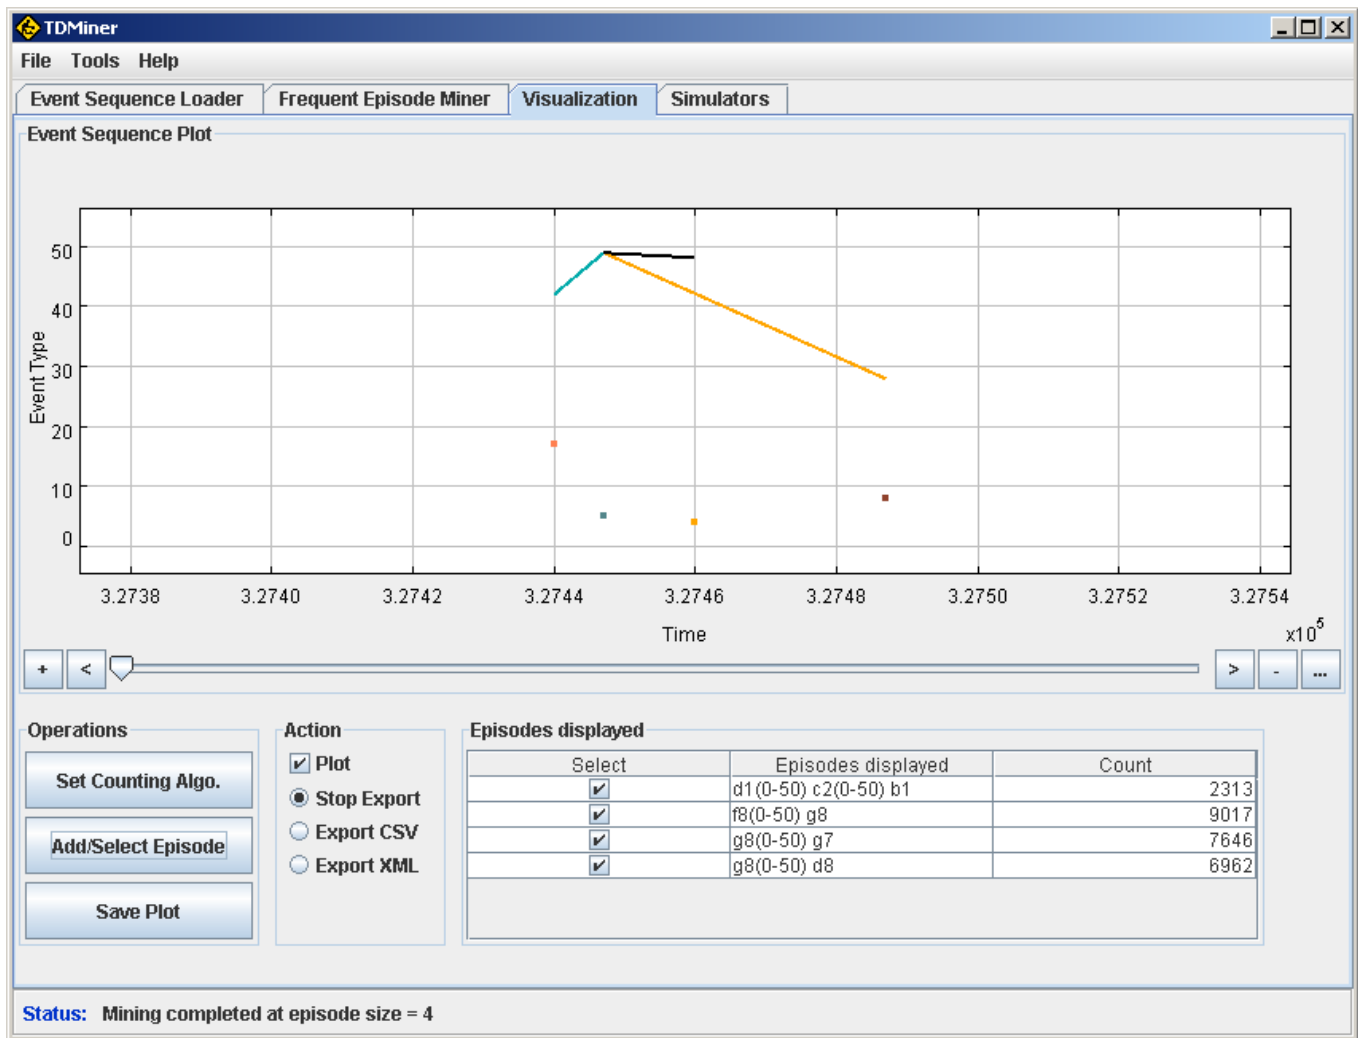 TDMiner
File Tools Help
Event Sequence Loader Frequent Episode Miner Visualization Simulators
Event Sequence Plot
50
40
30
20
10
0
Event Type
3.2738 3.2740 3.2742 3.2744 3.2746 3.2748 3.2750 3.2752 3.2754
Time
x10^5
+ < > - ...
Operations
Set Counting Algo.
Add/Select Episode
Save Plot
Action
Plot
Stop Export
Export CSV
Export XML
Episodes displayed
Select Episodes displayed Count
d1(0-50) c2(0-50) b1 2313
f8(0-50) g8 9017
g8(0-50) g7 7646
g8(0-50) d8 6962
Status: Mining completed at episode size = 4